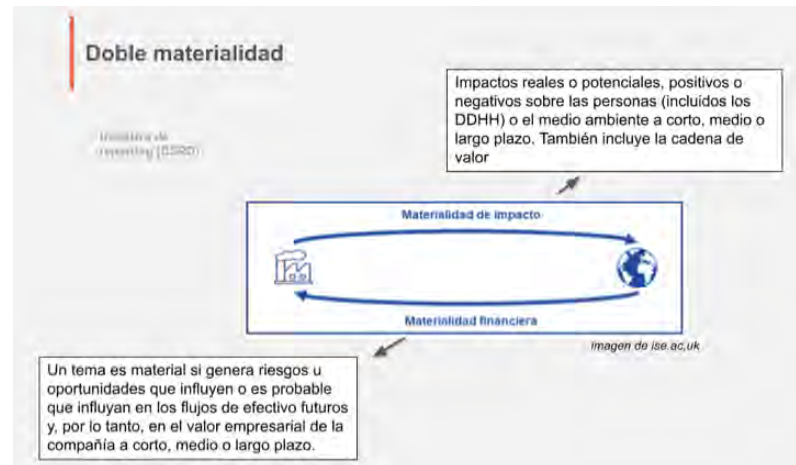 Doble materialidad
Impactos reales o potenciales, positivos o
negativos sobre las personas (incluidos los
DDHH) o el medio ambiente a corto, medio o
largo plazo. También incluye la cadena de
valor
reporting (CSRD)
Materialidad de impacto
Materialidad financiera
imagen de lse.ac.uk
Un tema es material si genera riesgos u
oportunidades que influyen o es probable
que influyan en los flujos de efectivo futuros
y, por lo tanto, en el valor empresarial de la
compañía a corto, medio o largo plazo.